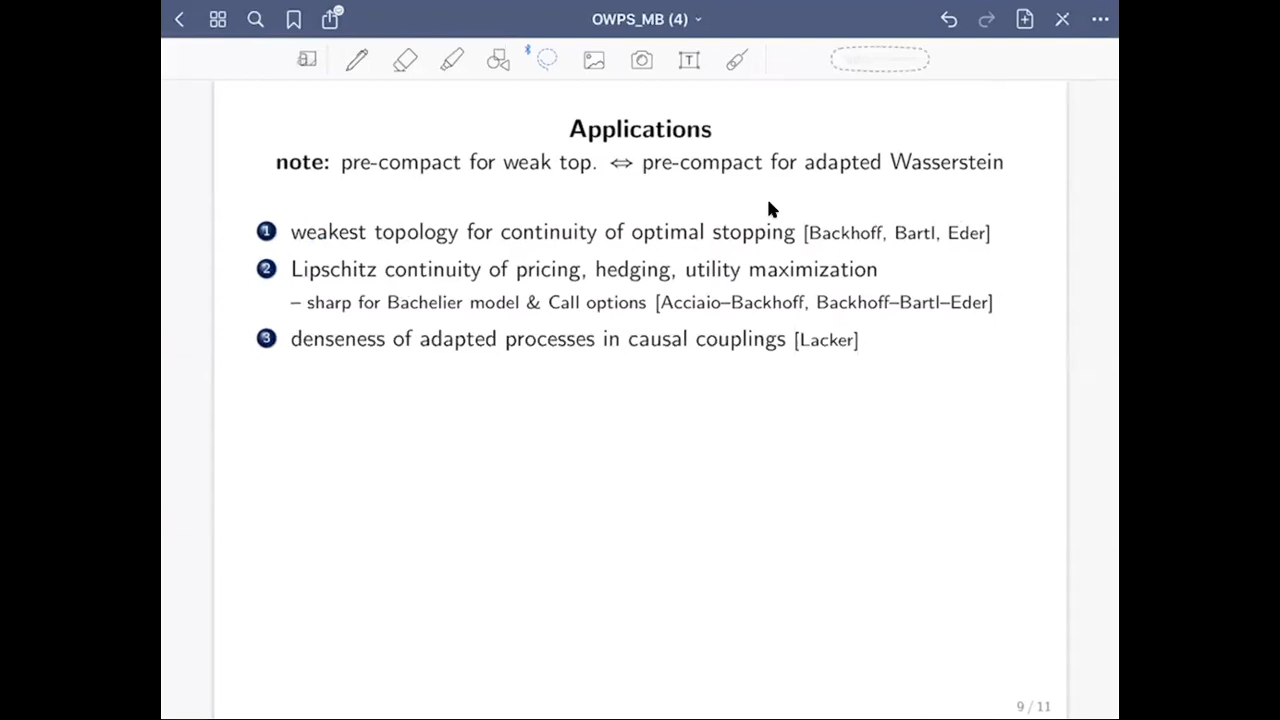 OWPS_MB (4)
T
Applications
note: pre-compact for weak top. ⇔ pre-compact for adapted Wasserstein
1 weakest topology for continuity of optimal stopping [Backhoff, Bartl, Eder]
2 Lipschitz continuity of pricing, hedging, utility maximization
– sharp for Bachelier model & Call options [Acciaio–Backhoff, Backhoff–Bartl–Eder]
3 denseness of adapted processes in causal couplings [Lacker]
9 / 11